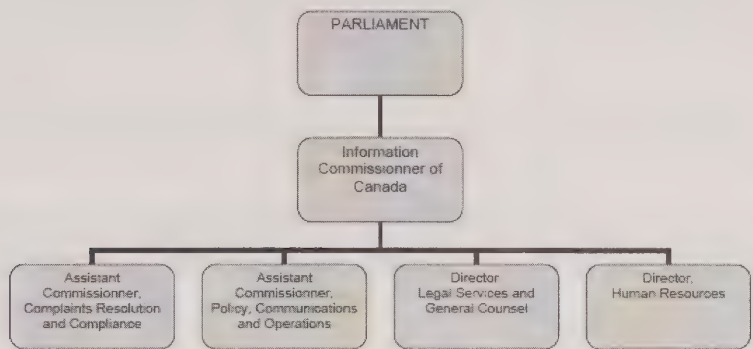 PARLIAMENT
Information
Commissionner of
Canada
Assistant
Commissionner,
Complaints Resolution
and Compliance
Assistant
Commissionner,
Policy, Communications
and Operations
Director
Legal Services and
General Counsel
Director,
Human Resources